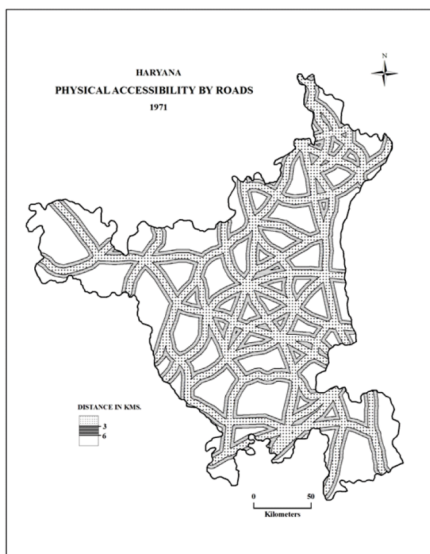 N
HARYANA
PHYSICAL ACCESSIBILITY BY ROADS
1971
DISTANCE IN KMS.
3
6
0 50
Kilometers